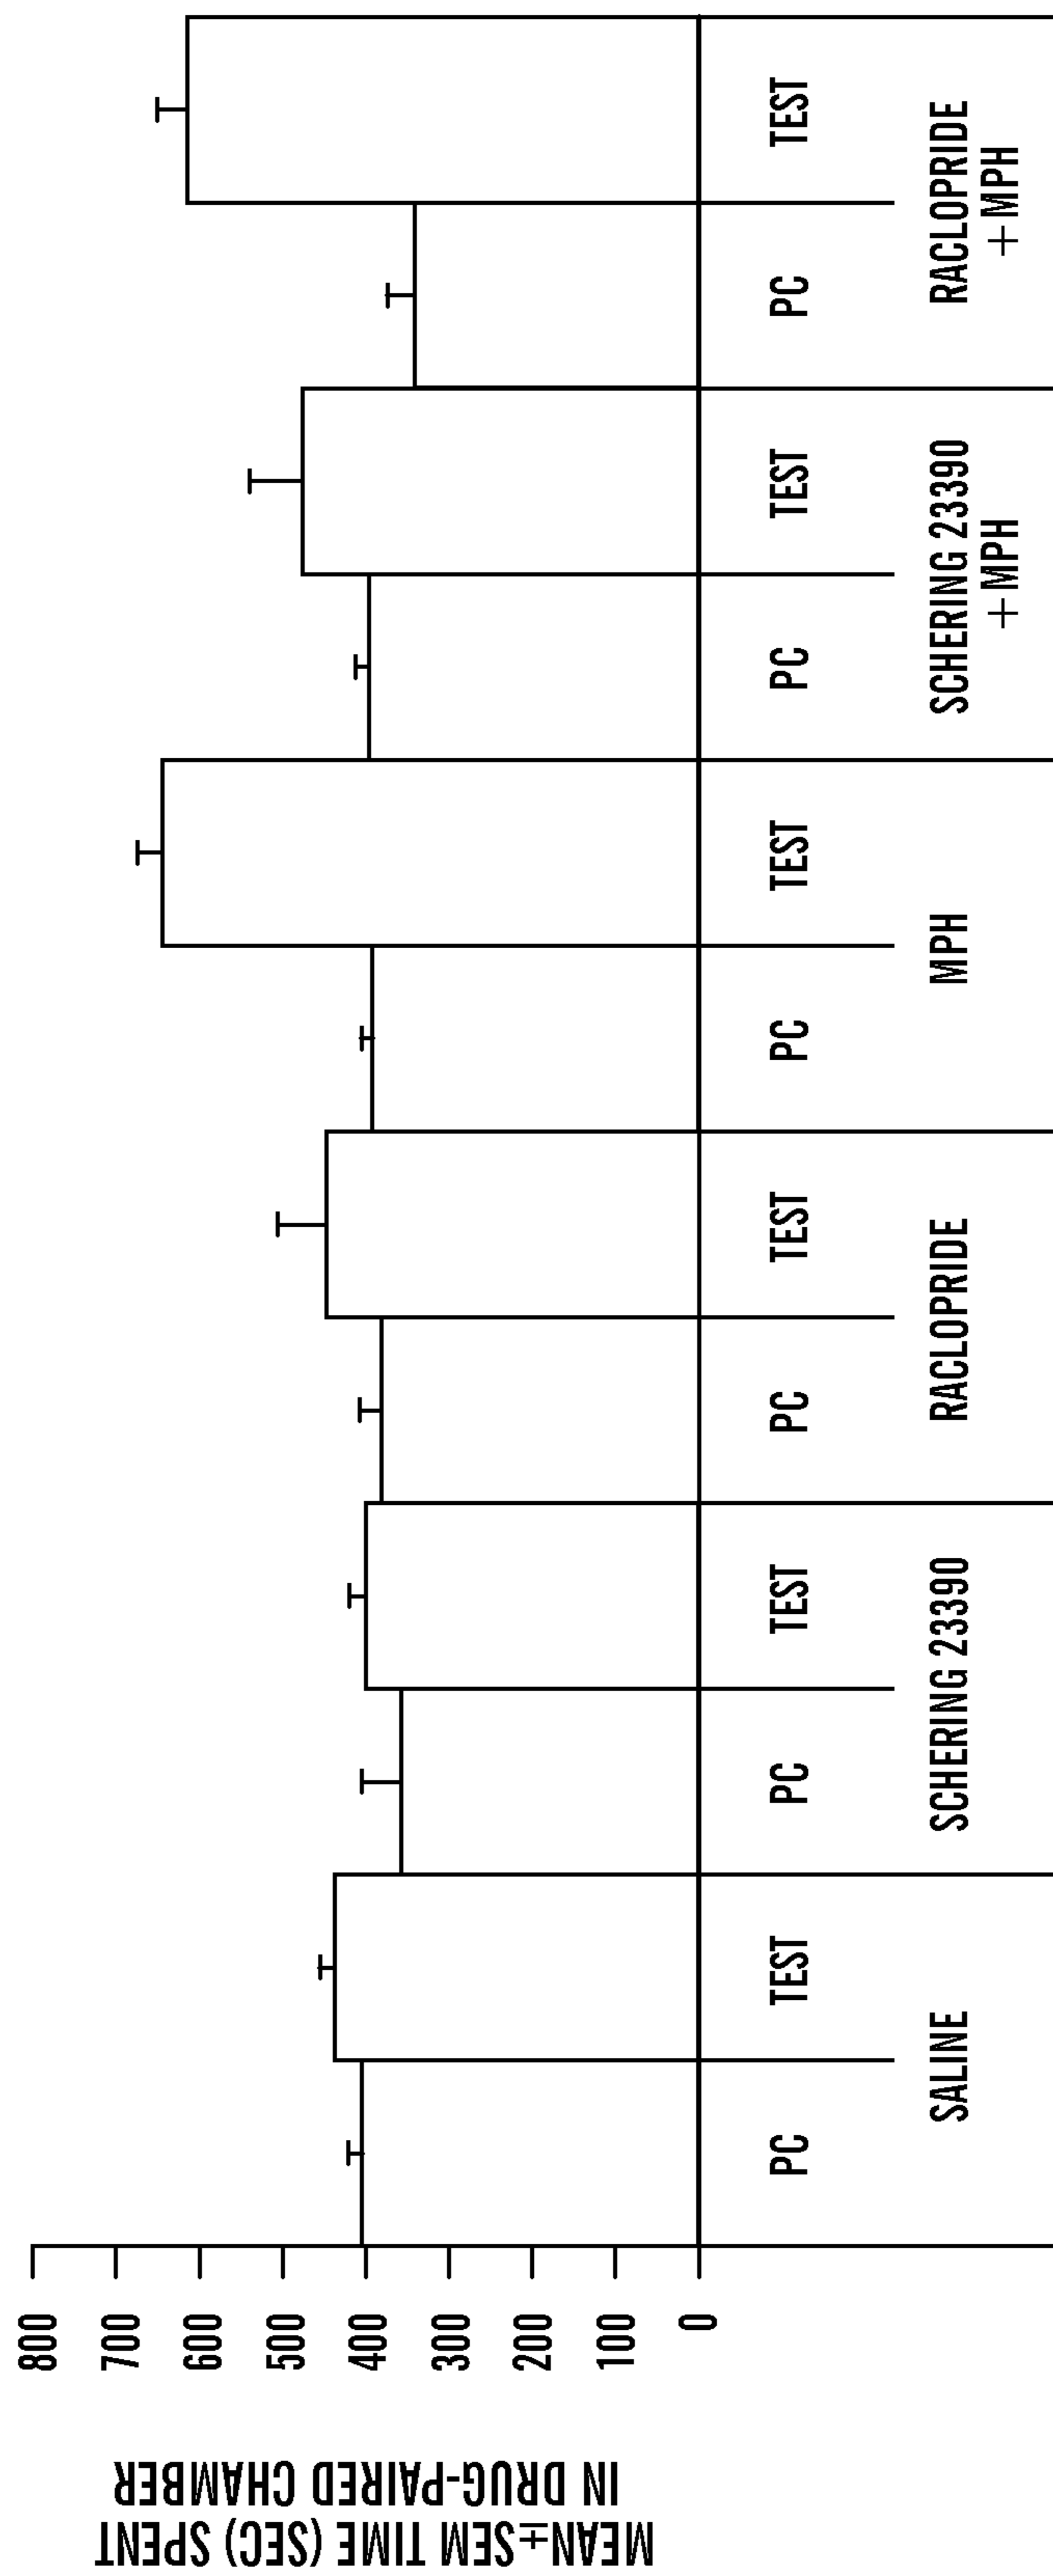 MEAN±SEM TIME (SEC) SPENT
IN DRUG-PAIRED CHAMBER
800
700
600
500
400
300
200
100
0
PC TEST PC TEST PC TEST PC TEST PC TEST PC TEST
SALINE SCHERING 23390 RACLOPRIDE MPH SCHERING 23390 RACLOPRIDE
+MPH +MPH